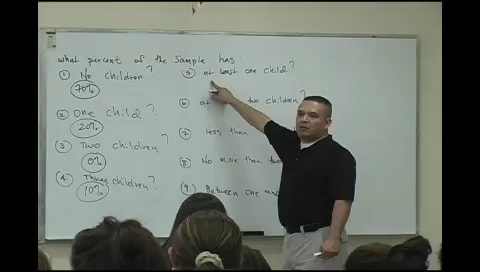 what percent of the sample has:
1 No children?
70%
2 One child?
20%
3 Two children?
0%
4 Three children?
10%
5 at least one child?
6 at two children?
7 less than
8 No more than two
9 Between one and